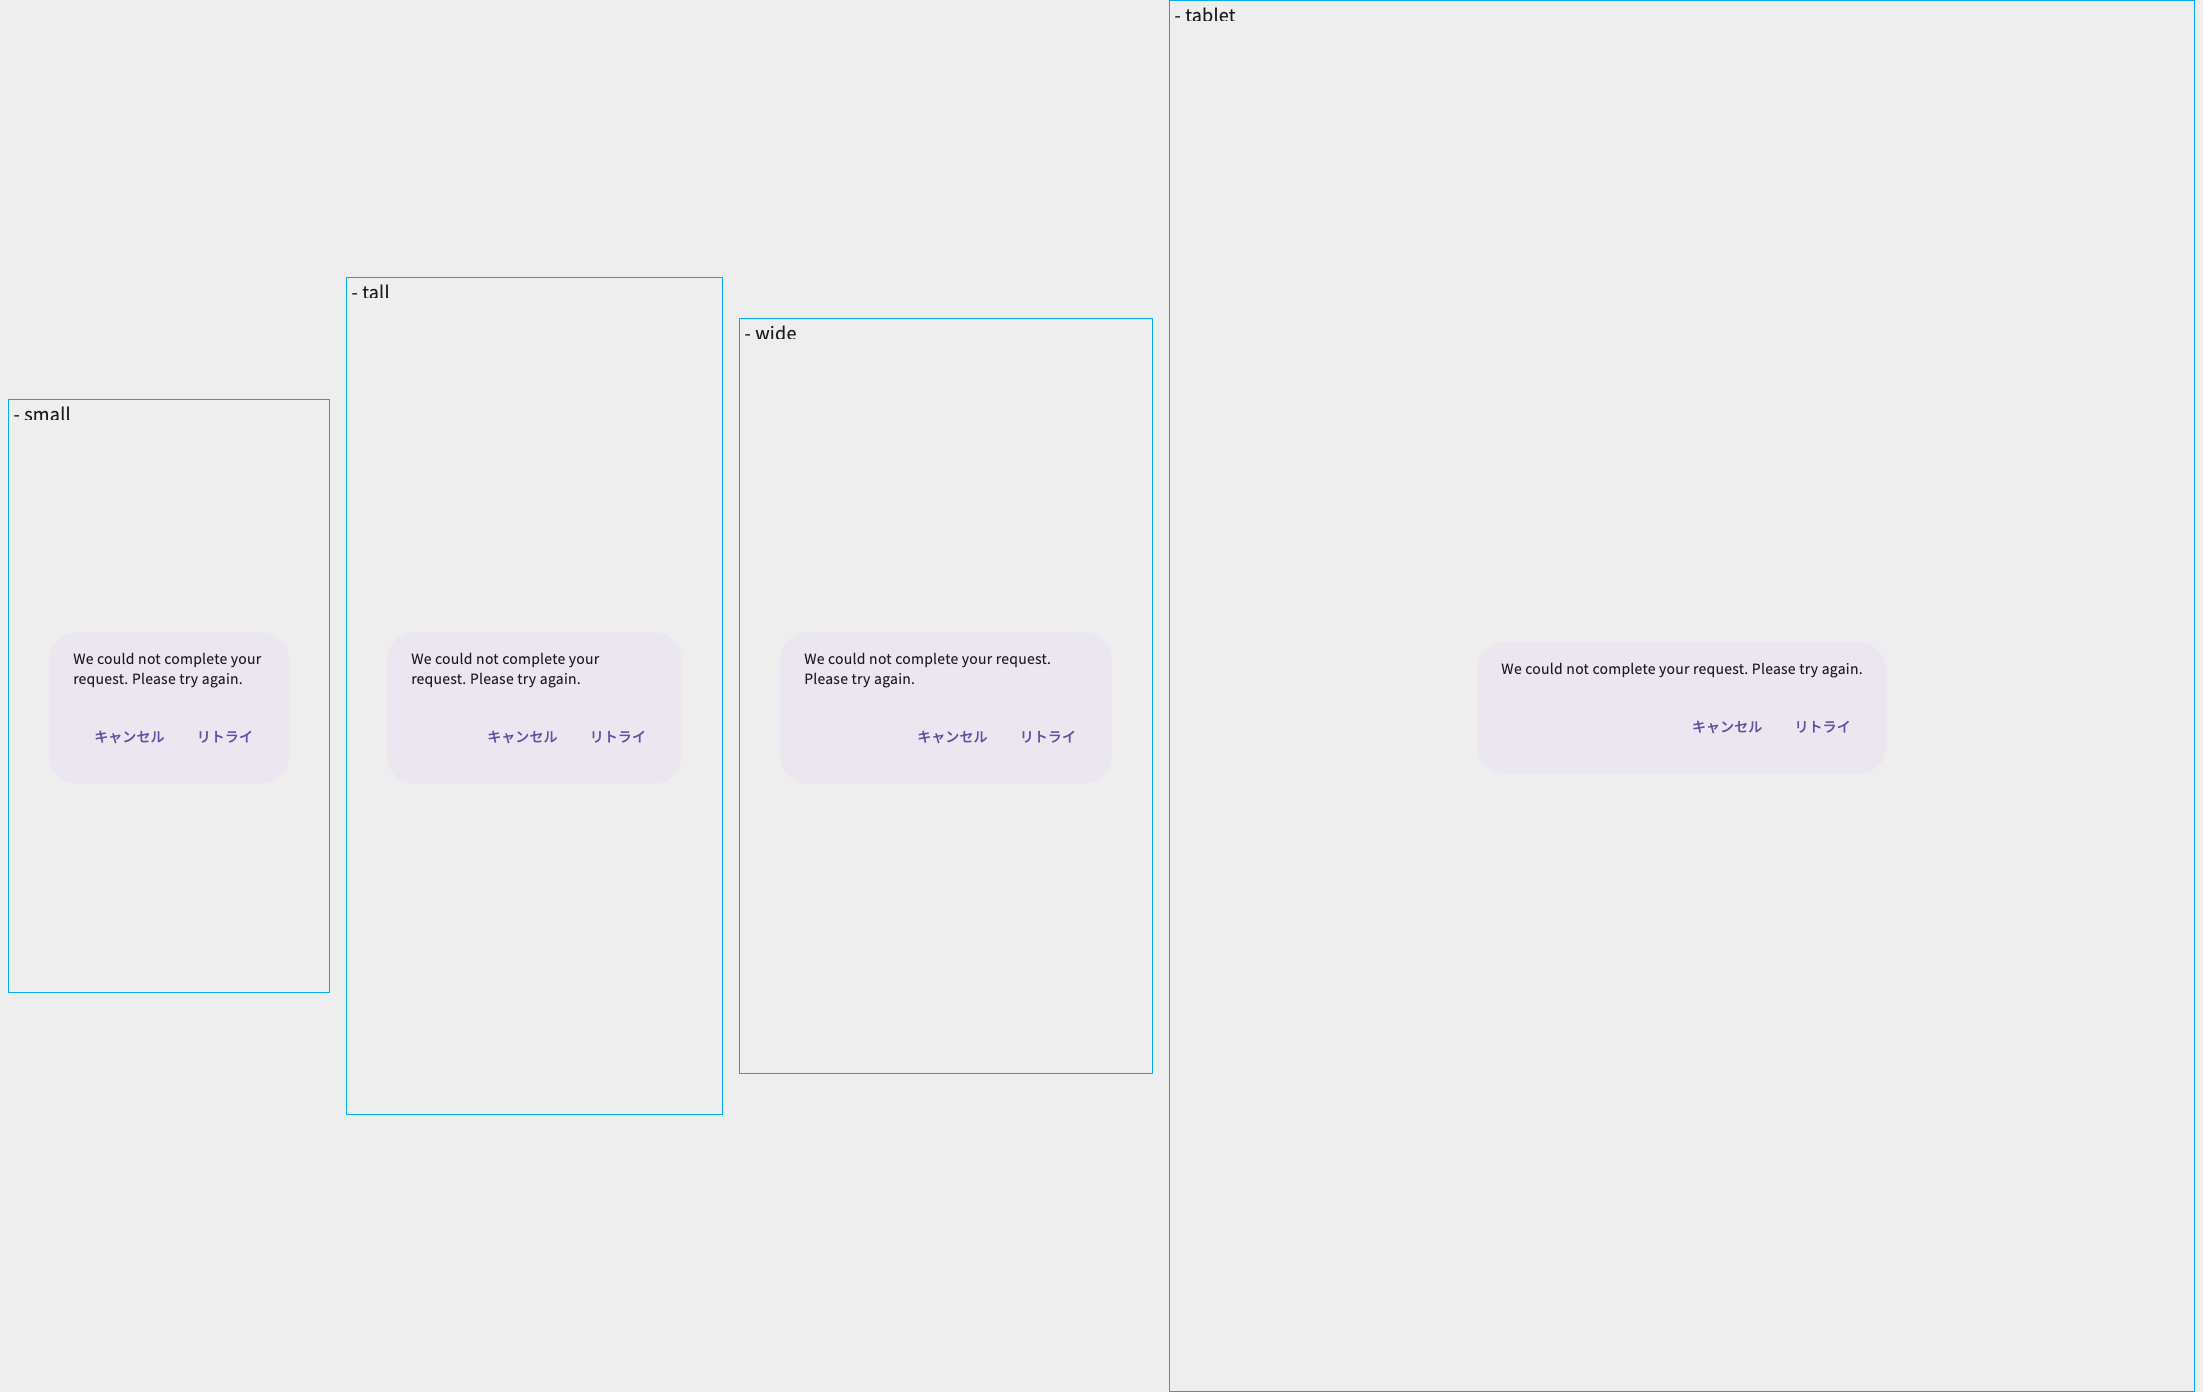 - small
We could not complete your
request. Please try again.
キャンセル リトライ
- tall
We could not complete your
request. Please try again.
キャンセル リトライ
- wide
We could not complete your request.
Please try again.
キャンセル リトライ
- tablet
We could not complete your request. Please try again.
キャンセル リトライ